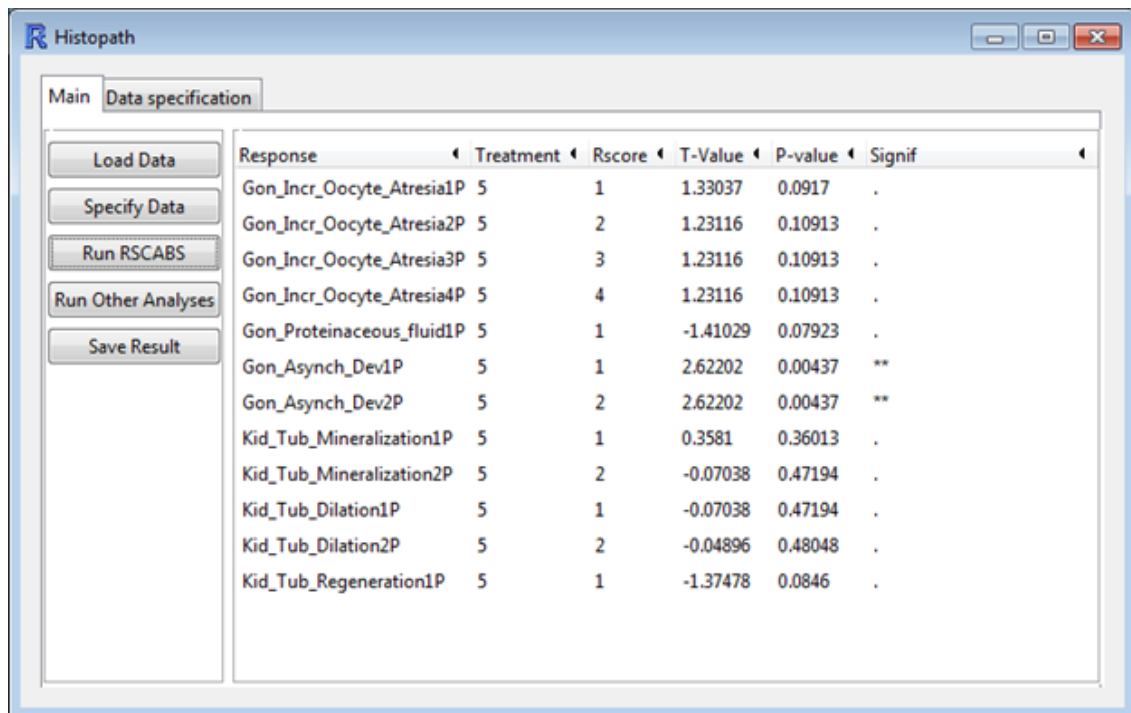 Histopath
Main Data specification
Load Data
Specify Data
Run RSCABS
Run Other Analyses
Save Result
Response Treatment Rscore T-Value P-value Signif
Gon_Incr_Oocyte_Atresia1P 5 1 1.33037 0.0917 .
Gon_Incr_Oocyte_Atresia2P 5 2 1.23116 0.10913 .
Gon_Incr_Oocyte_Atresia3P 5 3 1.23116 0.10913 .
Gon_Incr_Oocyte_Atresia4P 5 4 1.23116 0.10913 .
Gon_Proteinaceous_fluid1P 5 1 -1.41029 0.07923 .
Gon_Asynch_Dev1P 5 1 2.62202 0.00437 **
Gon_Asynch_Dev2P 5 2 2.62202 0.00437 **
Kid_Tub_Mineralization1P 5 1 0.3581 0.36013 .
Kid_Tub_Mineralization2P 5 2 -0.07038 0.47194 .
Kid_Tub_Dilation1P 5 1 -0.07038 0.47194 .
Kid_Tub_Dilation2P 5 2 -0.04896 0.48048 .
Kid_Tub_Regeneration1P 5 1 -1.37478 0.0846 .